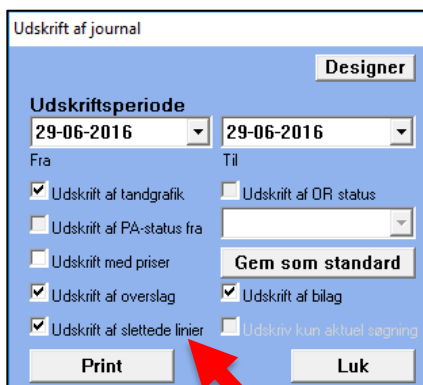 Udskrift af journal
Designer
Udskriftsperiode
29-06-2016 29-06-2016
Fra Til
Udskrift af tandgrafik Udskrift af OR status
Udskrift af PA-status fra
Udskrift med priser Gem som standard
Udskrift af overslag Udskrift af bilag
Udskrift af slettede linier Udskriv kun aktuel søgning
Print Luk